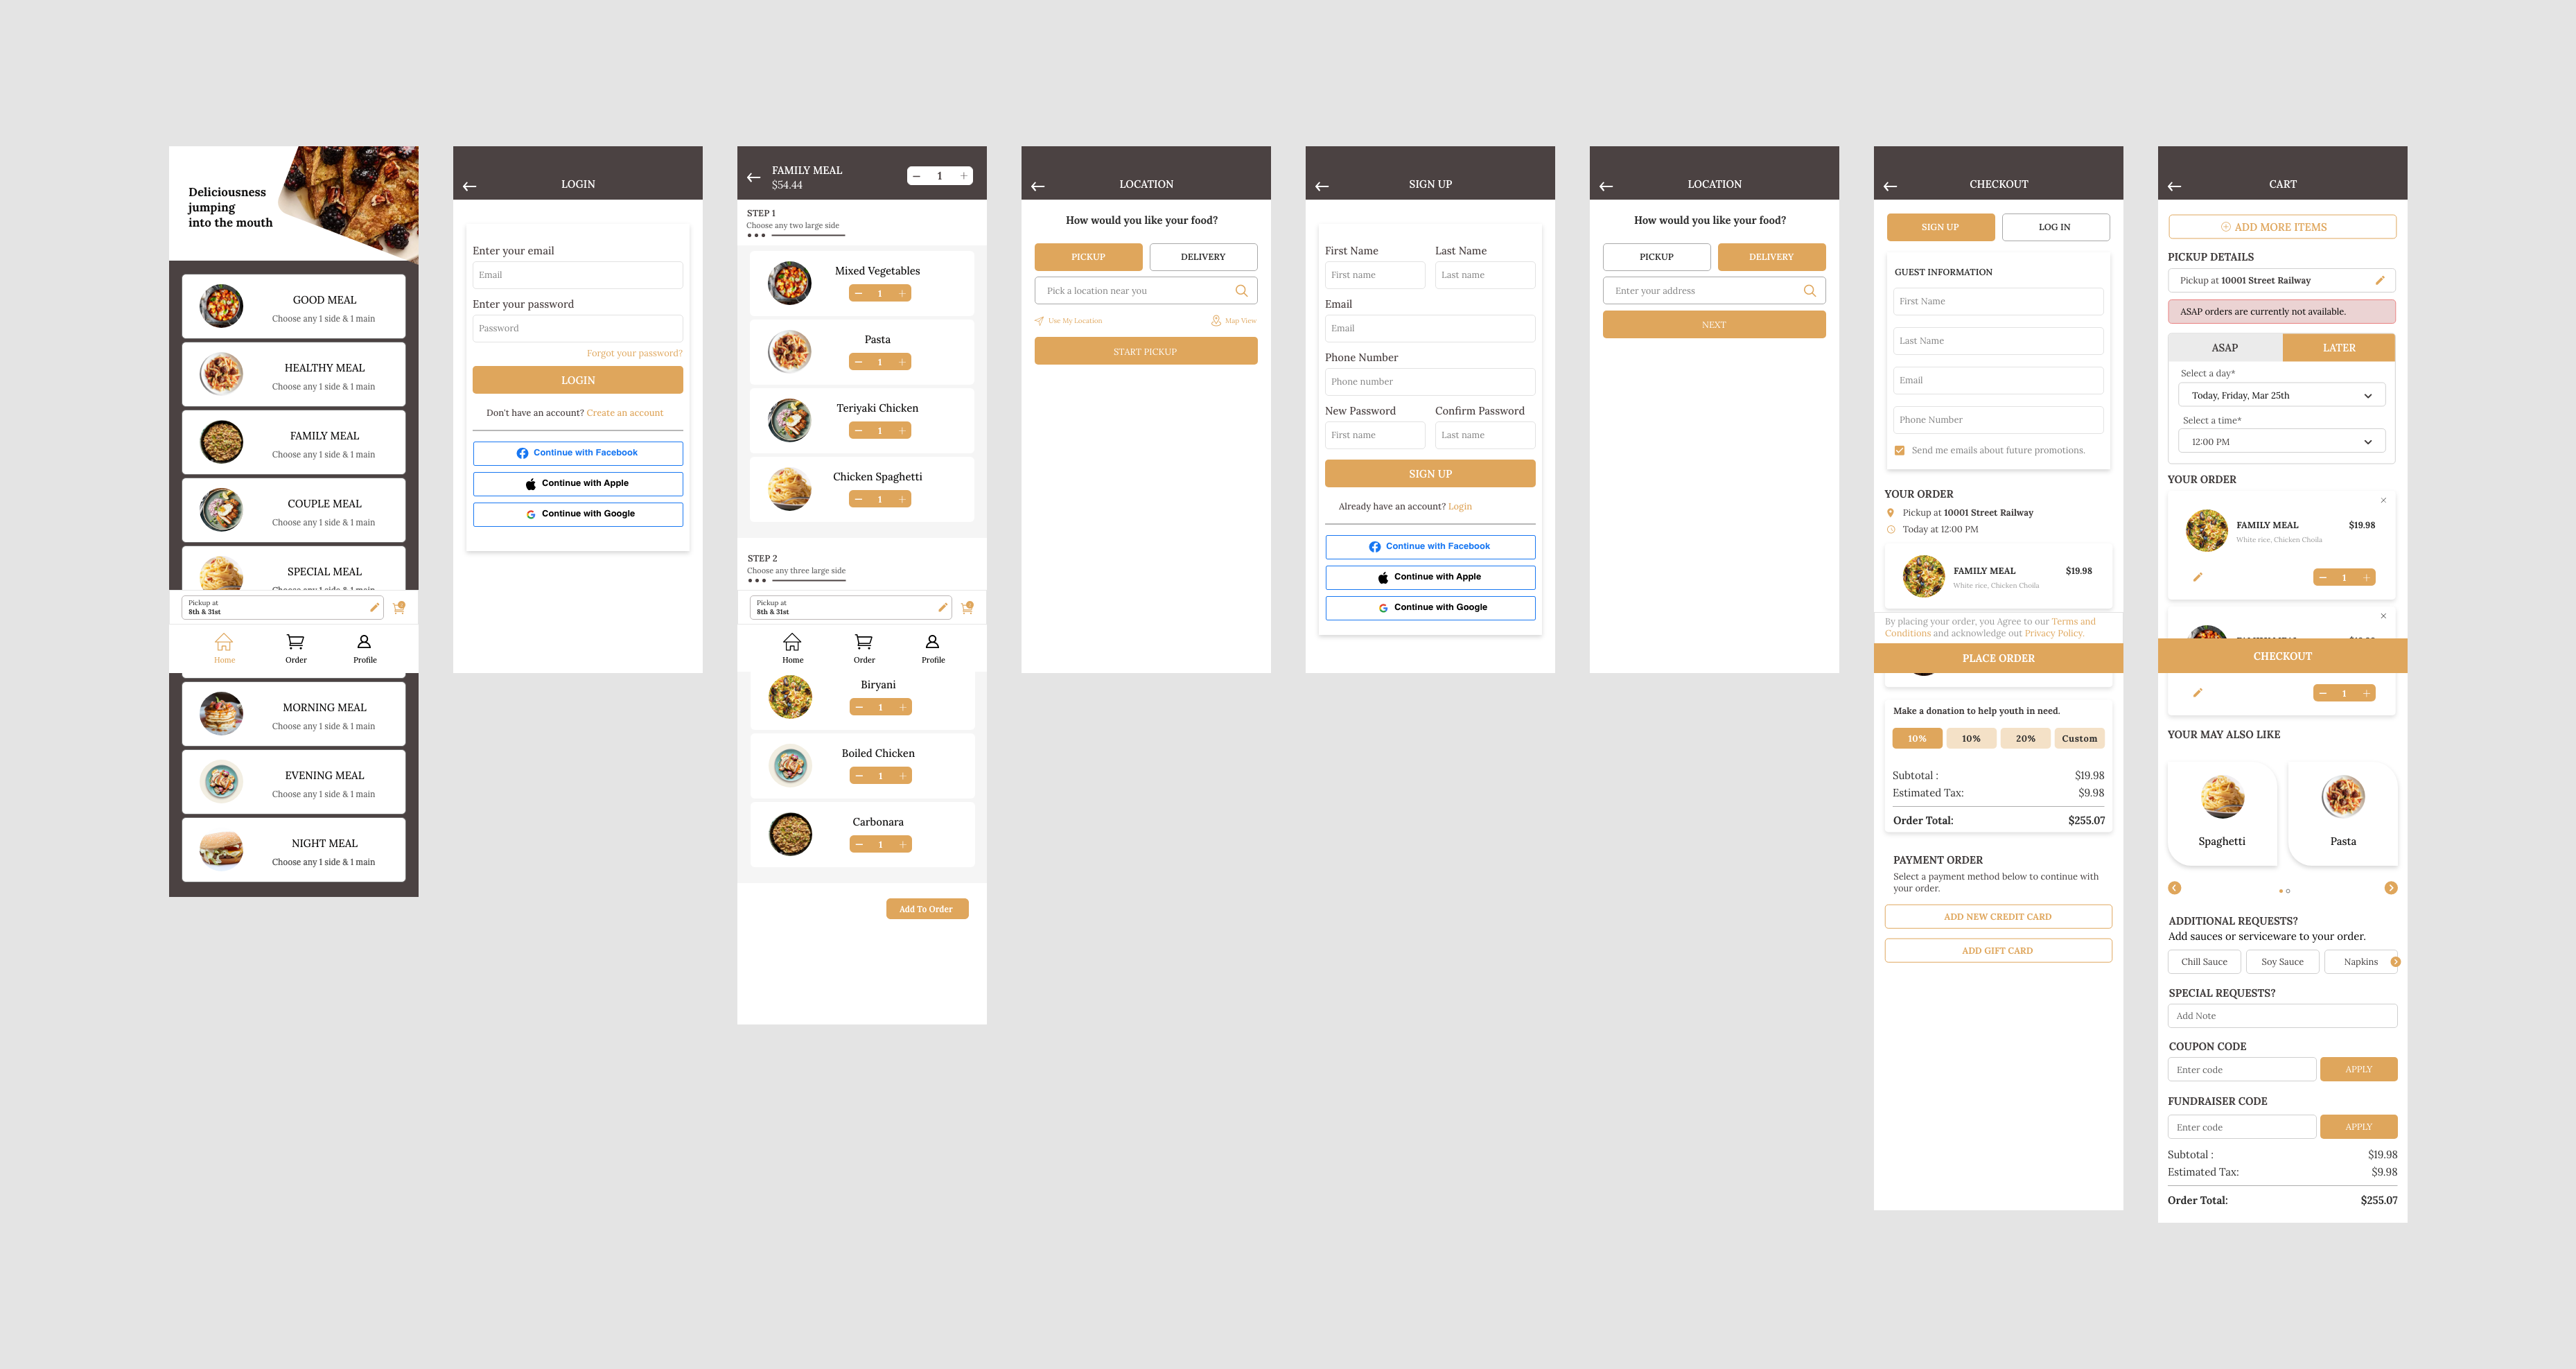 Deliciousness
jumping
into the mouth
GOOD MEAL
Choose any 1 side & 1 main
HEALTHY MEAL
Choose any 1 side & 1 main
FAMILY MEAL
Choose any 1 side & 1 main
COUPLE MEAL
Choose any 1 side & 1 main
SPECIAL MEAL
Choose any 1 side & 1 main
Pickup at
8th & 31st
Home
Order
Profile
MORNING MEAL
Choose any 1 side & 1 main
EVENING MEAL
Choose any 1 side & 1 main
NIGHT MEAL
Choose any 1 side & 1 main
LOGIN
Enter your email
Email
Enter your password
Password
Forgot your password?
LOGIN
Don't have an account? Create an account
Continue with Facebook
Continue with Apple
Continue with Google
FAMILY MEAL
$54.44
1
STEP 1
Choose any two large side
Mixed Vegetables
1
Pasta
1
Teriyaki Chicken
1
Chicken Spaghetti
1
STEP 2
Choose any three large side
Pickup at
8th & 31st
Home
Order
Profile
Biryani
1
Boiled Chicken
1
Carbonara
1
Add To Order
LOCATION
How would you like your food?
PICKUP
DELIVERY
Pick a location near you
Use My Location
Map View
START PICKUP
SIGN UP
First Name
Last Name
First name
Last name
Email
Email
Phone Number
Phone number
New Password
Confirm Password
First name
Last name
SIGN UP
Already have an account? Login
Continue with Facebook
Continue with Apple
Continue with Google
LOCATION
How would you like your food?
PICKUP
DELIVERY
Enter your address
NEXT
CHECKOUT
SIGN UP
LOG IN
GUEST INFORMATION
First Name
Last Name
Email
Phone Number
Send me emails about future promotions.
YOUR ORDER
Pickup at 10001 Street Railway
Today at 12:00 PM
FAMILY MEAL
$19.98
White rice, Chicken Choila
By placing your order, you Agree to our Terms and
Conditions and acknowledge out Privacy Policy.
PLACE ORDER
Make a donation to help youth in need.
10%
10%
20%
Custom
Subtotal :
$19.98
Estimated Tax:
$9.98
Order Total:
$255.07
PAYMENT ORDER
Select a payment method below to continue with
your order.
ADD NEW CREDIT CARD
ADD GIFT CARD
CART
ADD MORE ITEMS
PICKUP DETAILS
Pickup at 10001 Street Railway
ASAP orders are currently not available.
ASAP
LATER
Select a day*
Today, Friday, Mar 25th
Select a time*
12:00 PM
YOUR ORDER
FAMILY MEAL
$19.98
White rice, Chicken Choila
1
CHECKOUT
1
YOUR MAY ALSO LIKE
Spaghetti
Pasta
ADDITIONAL REQUESTS?
Add sauces or serviceware to your order.
Chill Sauce
Soy Sauce
Napkins
SPECIAL REQUESTS?
Add Note
COUPON CODE
Enter code
APPLY
FUNDRAISER CODE
Enter code
APPLY
Subtotal :
$19.98
Estimated Tax:
$9.98
Order Total:
$255.07